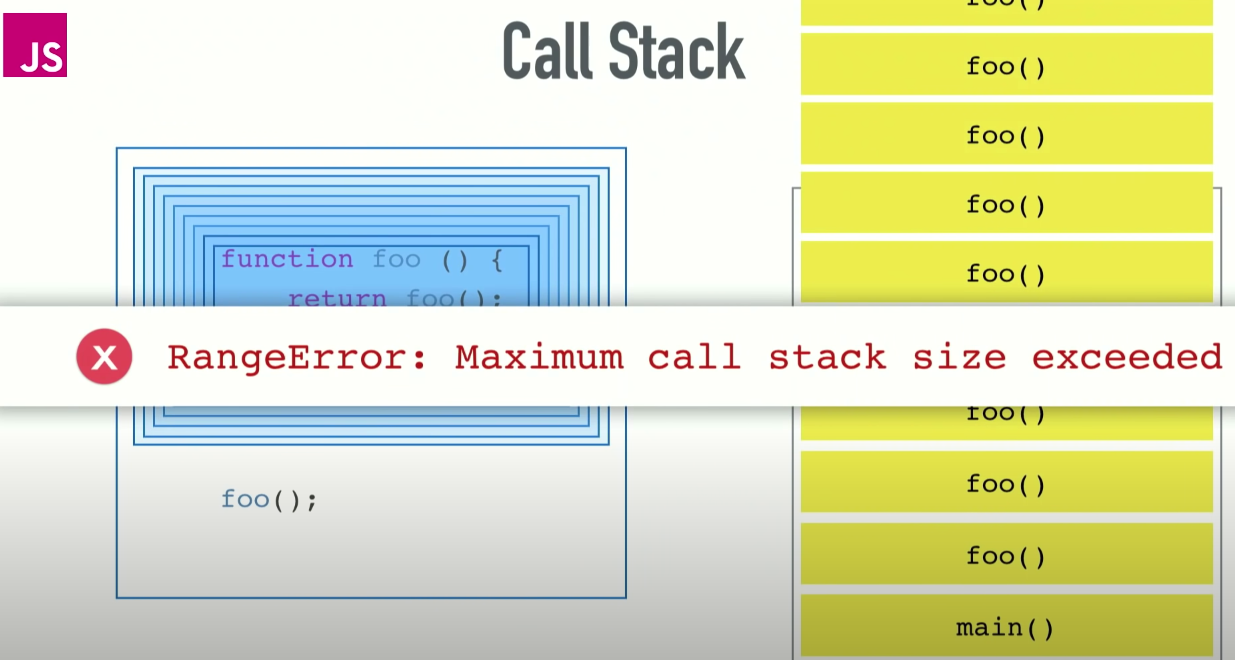 JS
Call Stack
function foo () {
return foo();
foo();
RangeError: Maximum call stack size exceeded
foo()
foo()
foo()
foo()
foo()
foo()
foo()
foo()
main()